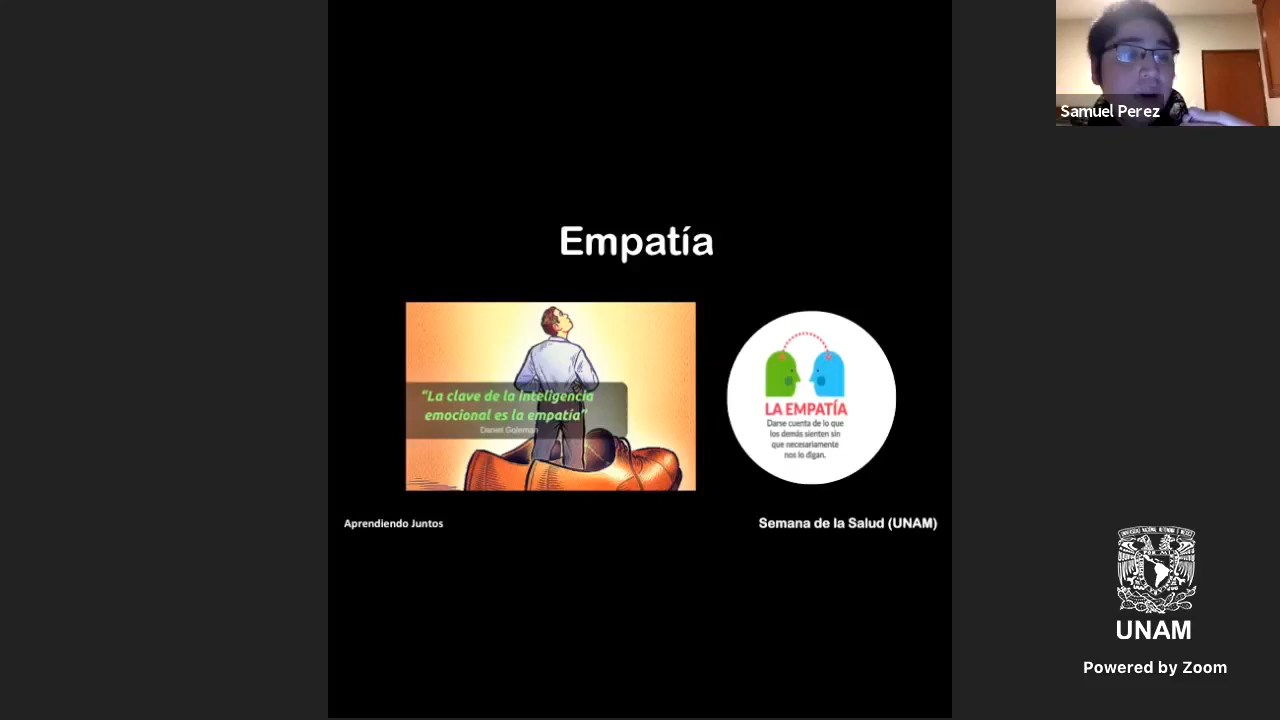 Samuel Perez
Empatía
“La clave de la inteligencia
emocional es la empatía”
Daniel Goleman
LA EMPATÍA
Darse cuenta de lo que
los demás sienten sin
que necesariamente
nos lo digan.
Aprendiendo Juntos
Semana de la Salud (UNAM)
UNAM
Powered by Zoom